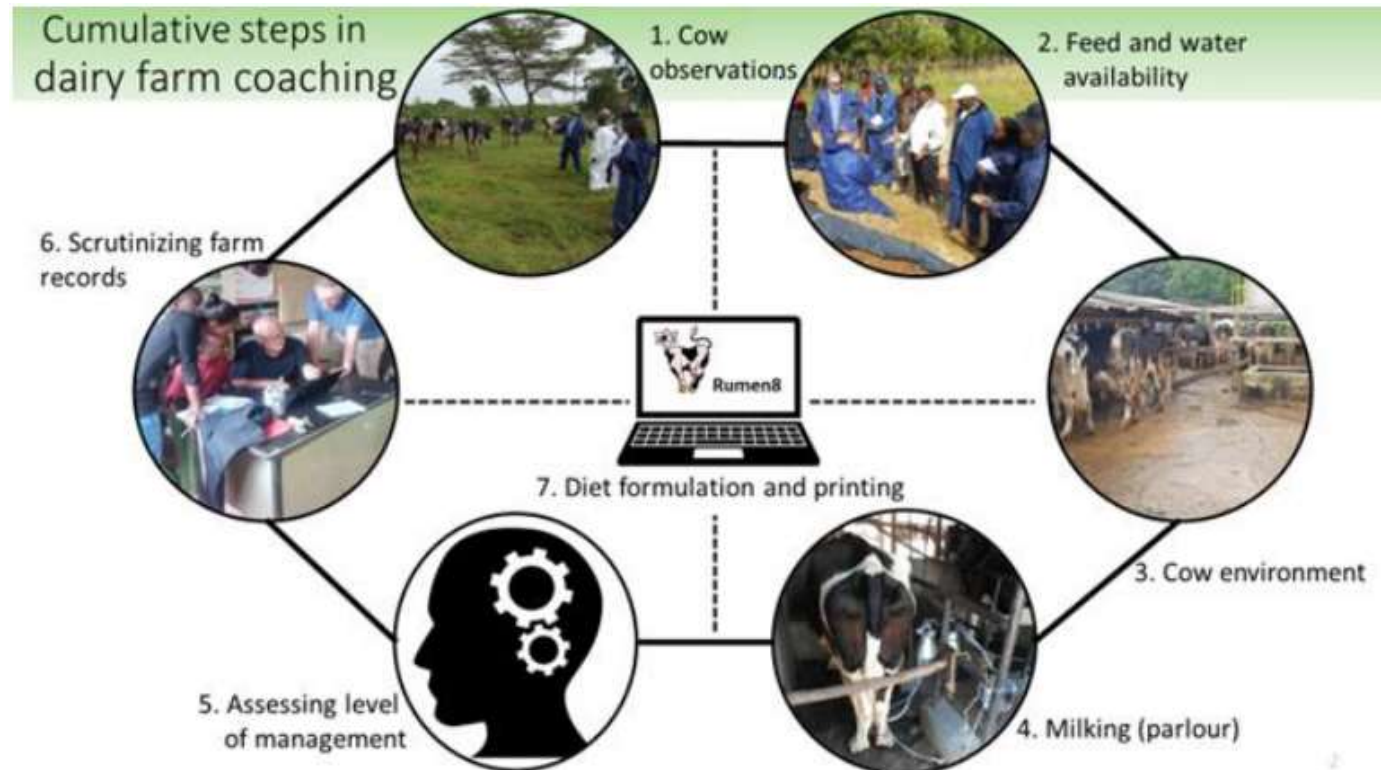 Cumulative steps in
dairy farm coaching
1. Cow
observations
2. Feed and water
availability
6. Scrutinizing farm
records
Rumen8
7. Diet formulation and printing
3. Cow environment
5. Assessing level
of management
4. Milking (parlour)
2